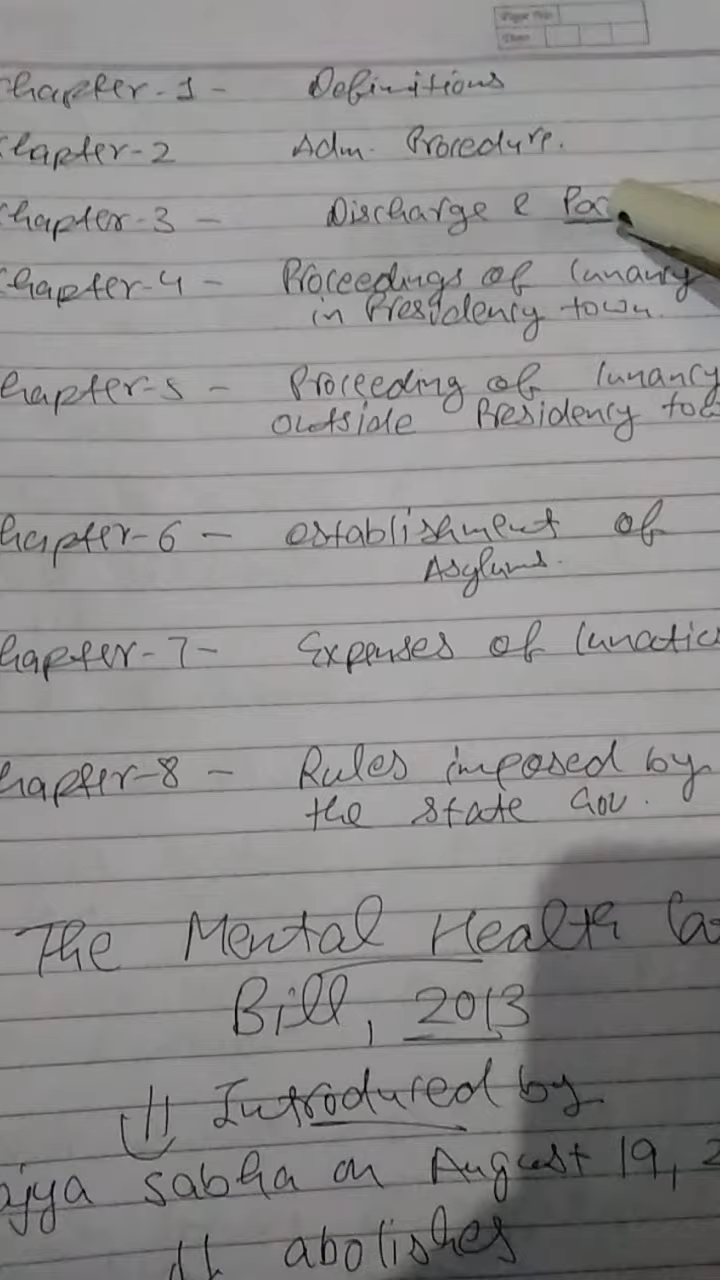 Chapter-1 - Definitions
Chapter-2 Adm. Procedure.
Chapter-3 - Discharge &
Chapter-4 - Proceedings of lunancy
in Presidency town.
Chapter-5 - Proceeding of lunancy
outside Presidency
Chapter-6 - establishment of
Asylums.
Chapter-7- Expenses of lunatics
Chapter-8 - Rules imposed by
the state Gov.
The Mental Health
Bill, 2013
Introduced by
sabha on August 19,
abolishes